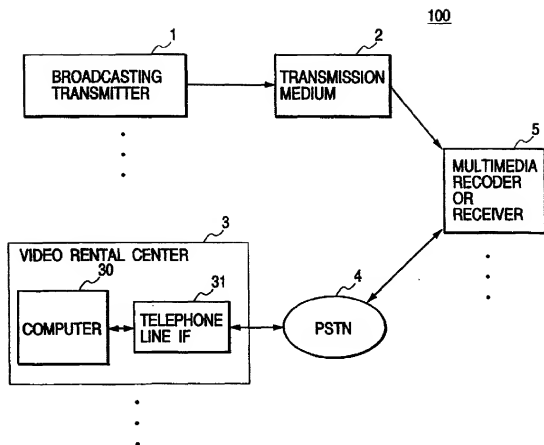 100
1
BROADCASTING
TRANSMITTER
2
TRANSMISSION
MEDIUM
5
MULTIMEDIA
RECODER
OR
RECEIVER
3
VIDEO RENTAL CENTER
30
COMPUTER
31
TELEPHONE
LINE IF
4
PSTN